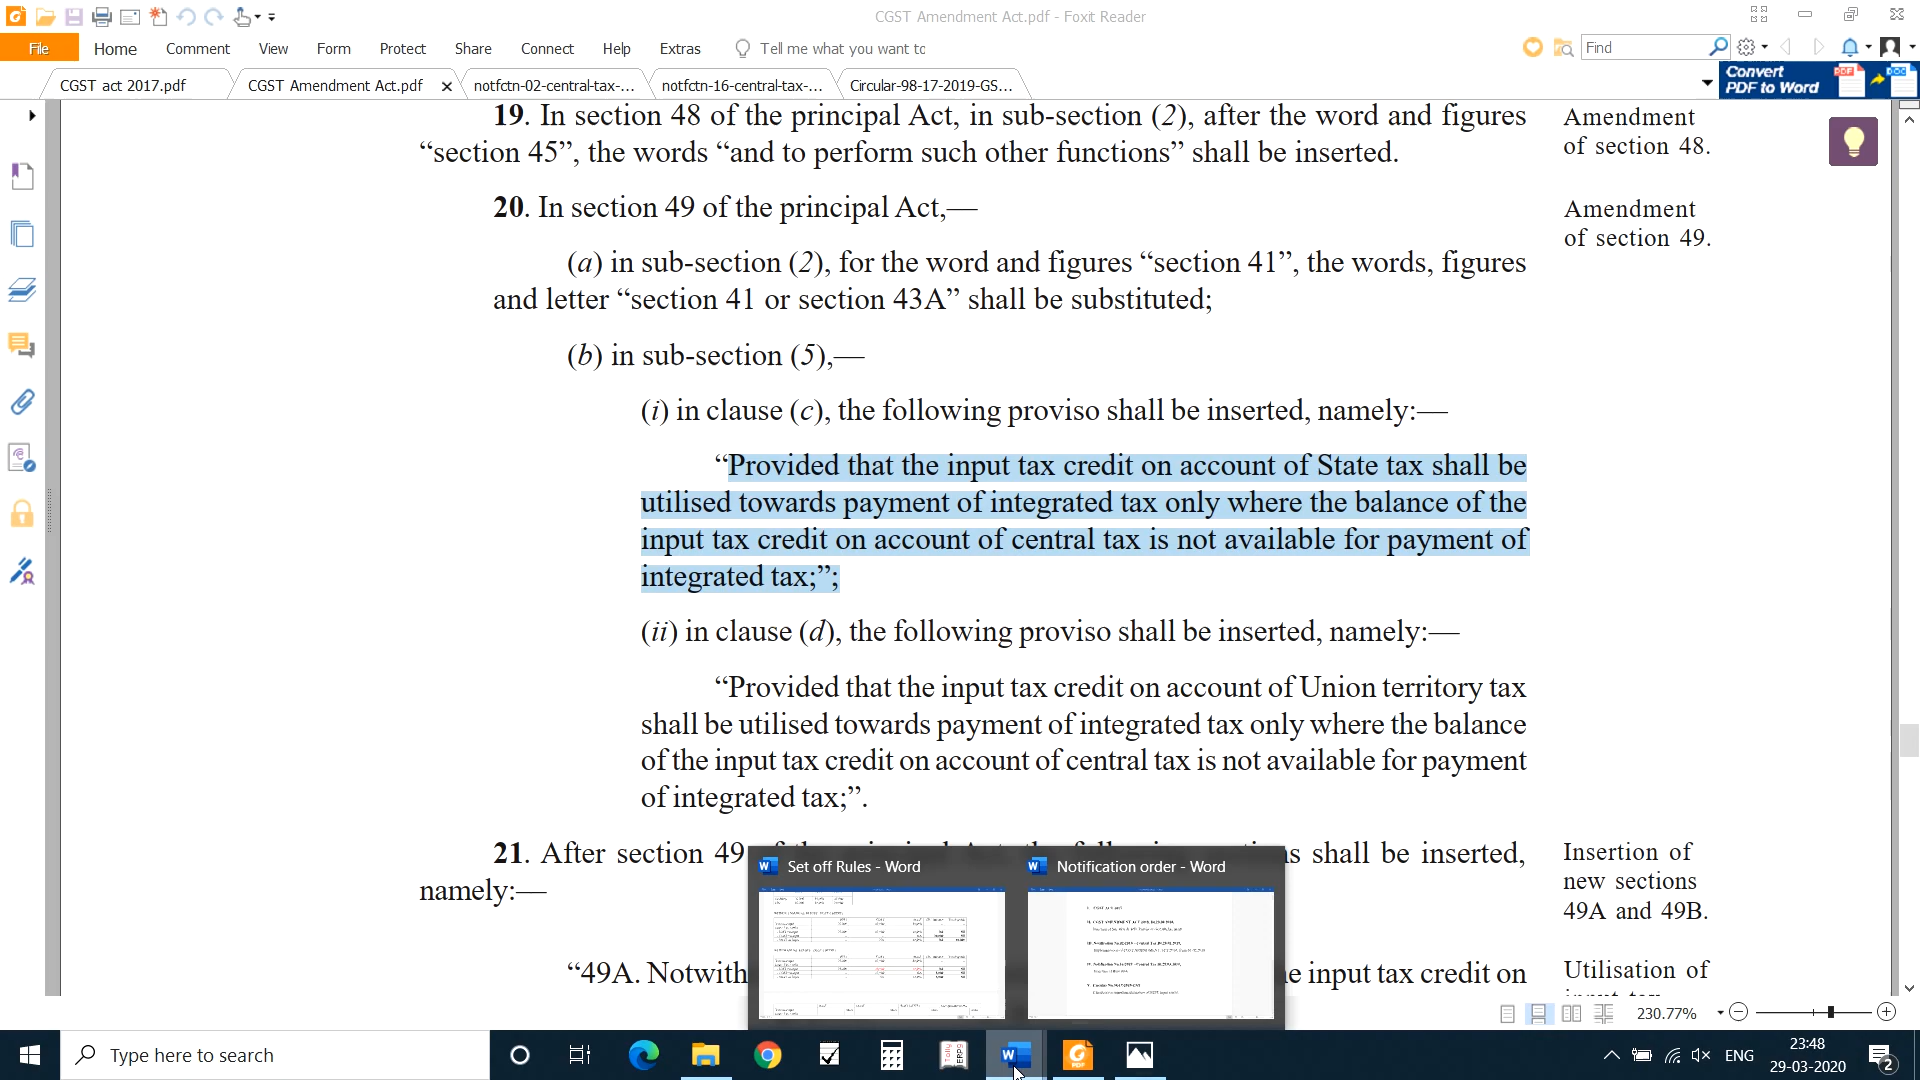 CGST Amendment Act.pdf - Foxit Reader
File Home Comment View Form Protect Share Connect Help Extras Tell me what you want to Find
CGST act 2017.pdf CGST Amendment Act.pdf notfctn-02-central-tax-... notfctn-16-central-tax-... Circular-98-17-2019-GS...
Convert
PDF to Word
19. In section 48 of the principal Act, in sub-section (2), after the word and figures
“section 45”, the words “and to perform such other functions” shall be inserted.
Amendment
of section 48.
20. In section 49 of the principal Act,—
Amendment
of section 49.
(a) in sub-section (2), for the word and figures “section 41”, the words, figures
and letter “section 41 or section 43A” shall be substituted;
(b) in sub-section (5),—
(i) in clause (c), the following proviso shall be inserted, namely:—
“Provided that the input tax credit on account of State tax shall be
utilised towards payment of integrated tax only where the balance of the
input tax credit on account of central tax is not available for payment of
integrated tax;”;
(ii) in clause (d), the following proviso shall be inserted, namely:—
“Provided that the input tax credit on account of Union territory tax
shall be utilised towards payment of integrated tax only where the balance
of the input tax credit on account of central tax is not available for payment
of integrated tax;”.
21. After section 49 shall be inserted,
namely:—
Insertion of
new sections
49A and 49B.
“49A. Notwith e input tax credit on
Utilisation of
Set off Rules - Word
Notification order - Word
230.77%
Type here to search
ENG
23:48
29-03-2020
2